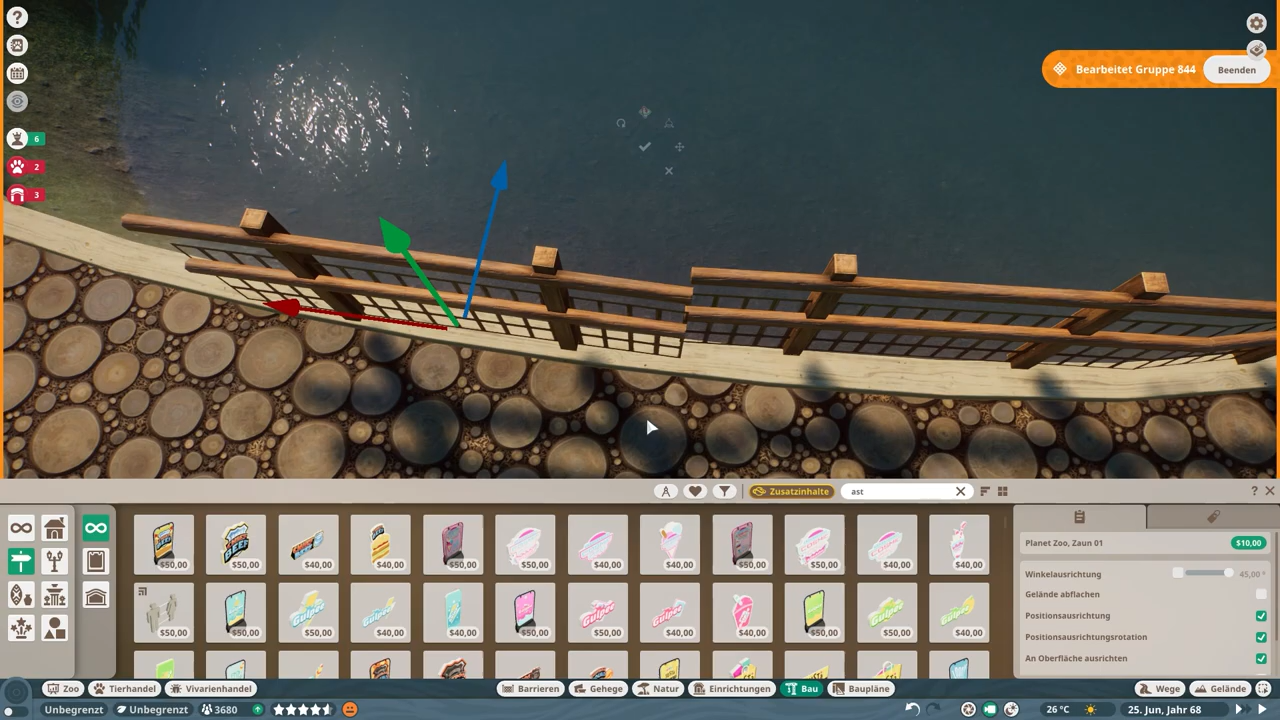 Bearbeitet Gruppe 844
Beenden
6
2
3
Zusatzinhalte
ast
$50,00 $50,00 $40,00 $40,00 $50,00 $50,00 $40,00 $40,00 $50,00 $50,00 $40,00 $40,00
$50,00 $50,00 $50,00 $40,00 $40,00 $50,00 $50,00 $40,00 $40,00 $50,00 $50,00 $40,00
Planet Zoo, Zaun 01
$10,00
Winkelausrichtung
45,00 °
Gelände abflachen
Positionsausrichtung
Positionsausrichtungsrotation
An Oberfläche ausrichten
Zoo
Tierhandel
Vivarienhandel
Barrieren
Gehege
Natur
Einrichtungen
Bau
Baupläne
Wege
Gelände
Unbegrenzt
Unbegrenzt
3680
26 °C
25. Jun, Jahr 68